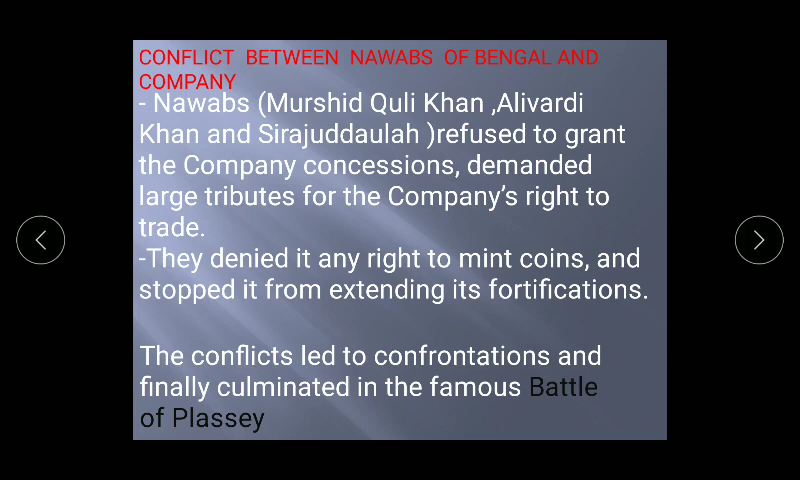 CONFLICT BETWEEN NAWABS OF BENGAL AND
COMPANY
- Nawabs (Murshid Quli Khan ,Alivardi
Khan and Sirajuddaulah )refused to grant
the Company concessions, demanded
large tributes for the Company’s right to
trade.
-They denied it any right to mint coins, and
stopped it from extending its fortifications.
The conflicts led to confrontations and
finally culminated in the famous Battle
of Plassey